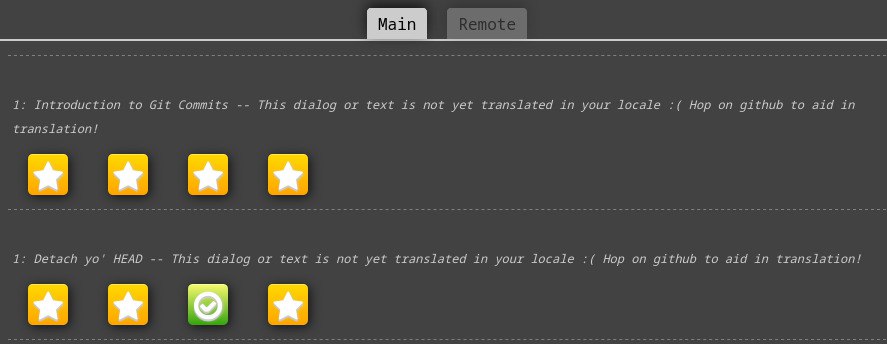 Main Remote
1: Introduction to Git Commits -- This dialog or text is not yet translated in your locale :( Hop on github to aid in
translation!
1: Detach yo' HEAD -- This dialog or text is not yet translated in your locale :( Hop on github to aid in translation!